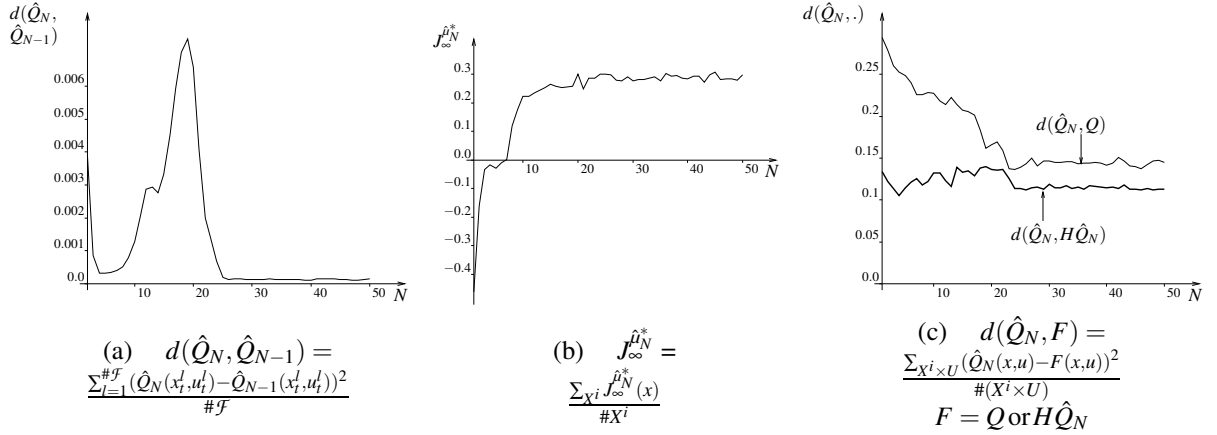 d(Q̂_N,
Q̂_{N−1})
0.006
0.005
0.004
0.003
0.002
0.001
0.0
10
20
30
40
50
N
(a) d(Q̂_N, Q̂_{N−1}) =
∑_{l=1}^{#ℱ} (Q̂_N(x_t^l,u_t^l)−Q̂_{N−1}(x_t^l,u_t^l))^2
#ℱ
J_∞^{μ̂*_N}
0.3
0.2
0.1
0.0
−0.1
−0.2
−0.3
−0.4
10
20
30
40
50
N
(b) J_∞^{μ̂*_N} =
∑_{X^i} J_∞^{μ̂*_N}(x)
#X^i
d(Q̂_N,.)
0.25
0.2
0.15
0.1
0.05
0.0
10
20
30
40
50
N
d(Q̂_N,Q)
d(Q̂_N,HQ̂_N)
(c) d(Q̂_N,F) =
∑_{X^i×U} (Q̂_N(x,u)−F(x,u))^2
#(X^i×U)
F = Q or HQ̂_N